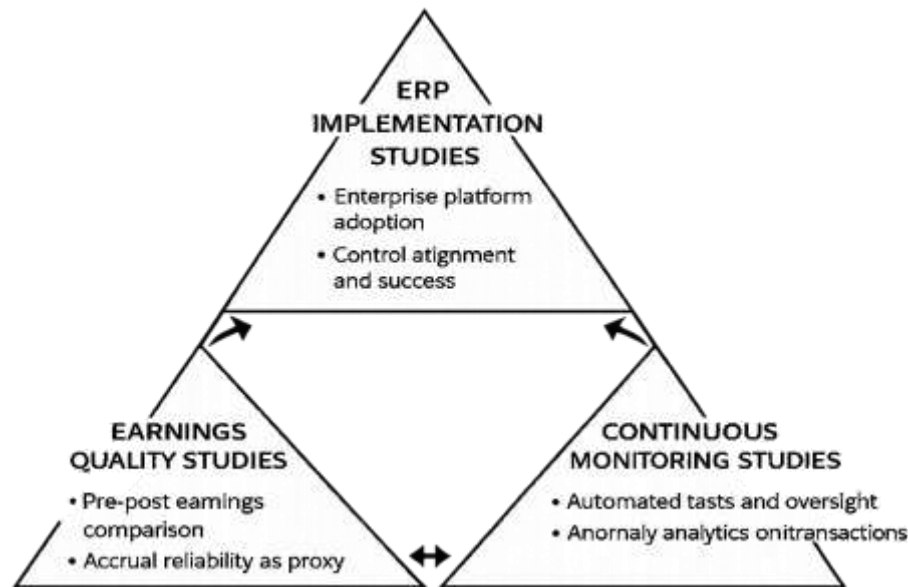 ERP
IMPLEMENTATION
STUDIES
• Enterprise platform
adoption
• Control atignment
and success
EARNINGS
QUALITY STUDIES
• Pre-post eamings
comparison
• Accrual reliability as proxy
CONTINUOUS
MONITORING STUDIES
• Automated tasts and oversight
• Anornaly analytics onitransactions